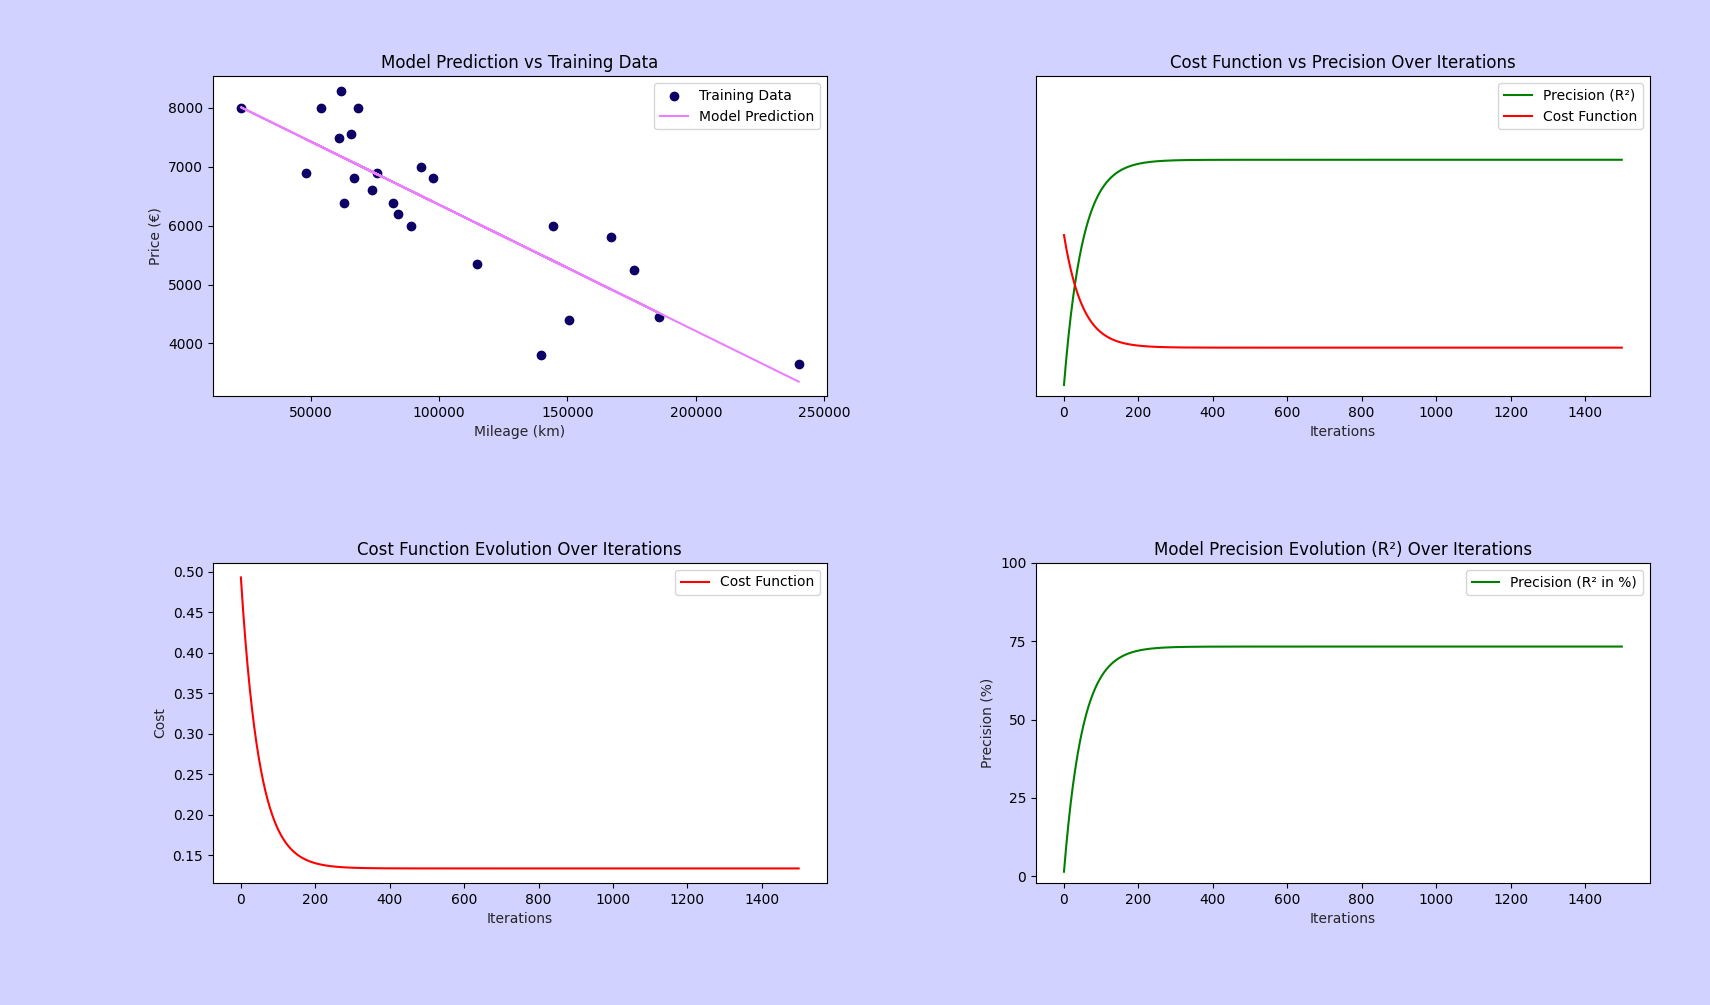 Model Prediction vs Training Data
Training Data
Model Prediction
Price (€)
8000
7000
6000
5000
4000
50000 100000 150000 200000 250000
Mileage (km)
Cost Function vs Precision Over Iterations
Precision (R²)
Cost Function
0 200 400 600 800 1000 1200 1400
Iterations
Cost Function Evolution Over Iterations
Cost Function
Cost
0.50
0.45
0.40
0.35
0.30
0.25
0.20
0.15
0 200 400 600 800 1000 1200 1400
Iterations
Model Precision Evolution (R²) Over Iterations
Precision (R² in %)
Precision (%)
100
75
50
25
0
0 200 400 600 800 1000 1200 1400
Iterations